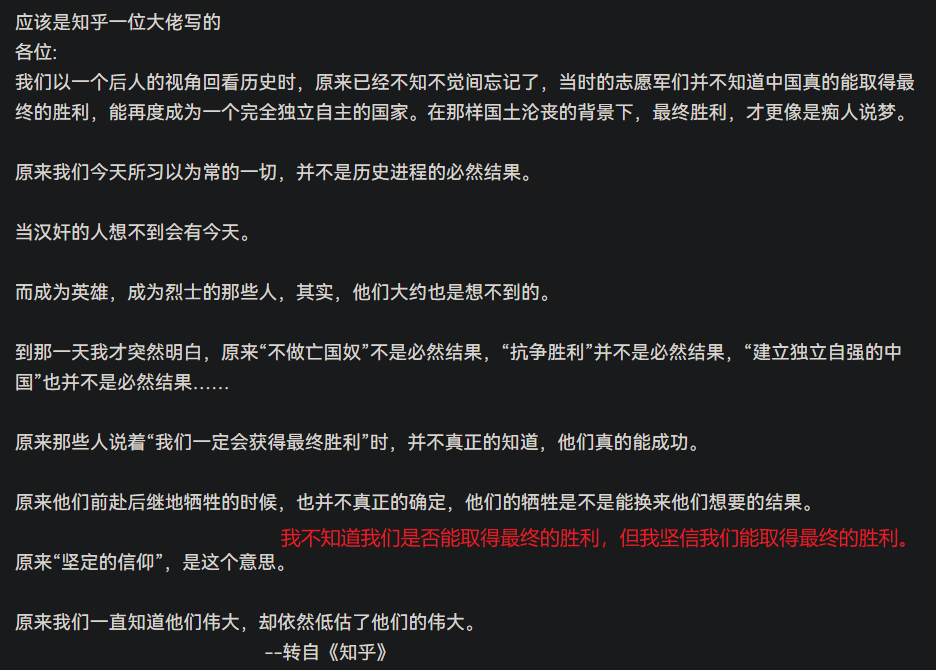 应该是知乎一位大佬写的
各位:
我们以一个后人的视角回看历史时，原来已经不知不觉间忘记了，当时的志愿军们并不知道中国真的能取得最
终的胜利，能再度成为一个完全独立自主的国家。在那样国土沦丧的背景下，最终胜利，才更像是痴人说梦。
原来我们今天所习以为常的一切，并不是历史进程的必然结果。
当汉奸的人想不到会有今天。
而成为英雄，成为烈士的那些人，其实，他们大约也是想不到的。
到那一天我才突然明白，原来“不做亡国奴”不是必然结果，“抗争胜利”并不是必然结果，“建立独立自强的中
国”也并不是必然结果……
原来那些人说着“我们一定会获得最终胜利”时，并不真正的知道，他们真的能成功。
原来他们前赴后继地牺牲的时候，也并不真正的确定，他们的牺牲是不是能换来他们想要的结果。
我不知道我们是否能取得最终的胜利，但我坚信我们能取得最终的胜利。
原来“坚定的信仰”，是这个意思。
原来我们一直知道他们伟大，却依然低估了他们的伟大。
--转自《知乎》